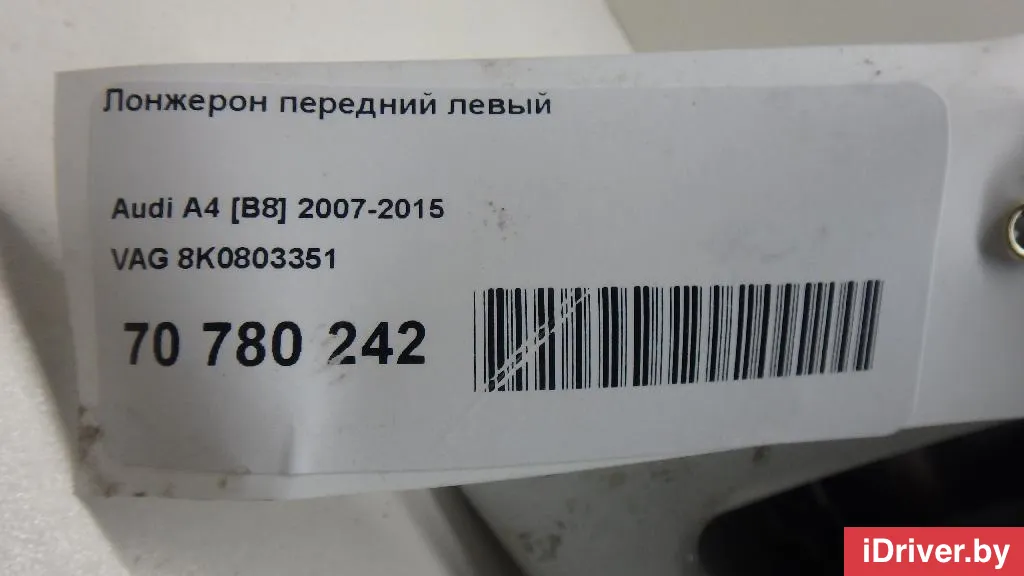 Лонжерон передний левый
Audi A4 [B8] 2007-2015
VAG 8K0803351
70 780 242
iDriver.by